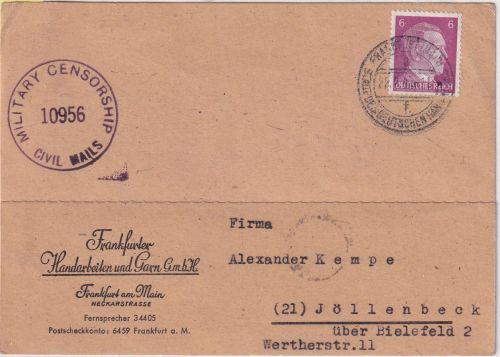 MILITARY CENSORSHIP
10956
CIVIL MAILS
6
DEUTSCHES REICH
Frankfurter
Handarbeiten und Garn G.m.b.H.
Frankfurt am Main
NECKARSTRASSE
Fernsprecher 34405
Postscheckkonto: 6459 Frankfurt a. M.
Firma
Alexander Kempe
(21) Jöllenbeck
über Bielefeld 2
Wertherstr.11